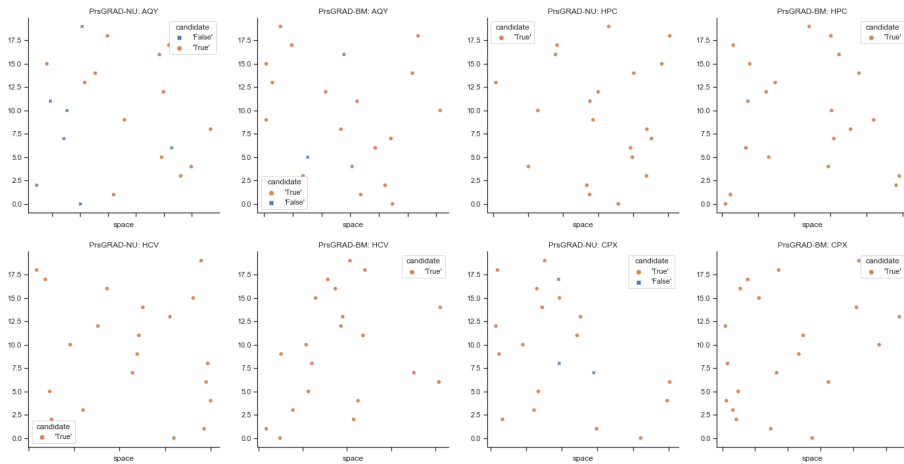 PrsGRAD-NU: AQY
candidate
'False'
'True'
17.5
15.0
12.5
10.0
7.5
5.0
2.5
0.0
space
PrsGRAD-BM: AQY
17.5
15.0
12.5
10.0
7.5
5.0
2.5
0.0
candidate
'True'
'False'
space
PrsGRAD-NU: HPC
candidate
'True'
17.5
15.0
12.5
10.0
7.5
5.0
2.5
0.0
space
PrsGRAD-BM: HPC
candidate
'True'
17.5
15.0
12.5
10.0
7.5
5.0
2.5
0.0
space
PrsGRAD-NU: HCV
17.5
15.0
12.5
10.0
7.5
5.0
2.5
0.0
candidate
'True'
space
PrsGRAD-BM: HCV
candidate
'True'
17.5
15.0
12.5
10.0
7.5
5.0
2.5
0.0
space
PrsGRAD-NU: CPX
candidate
'True'
'False'
17.5
15.0
12.5
10.0
7.5
5.0
2.5
0.0
space
PrsGRAD-BM: CPX
candidate
'True'
17.5
15.0
12.5
10.0
7.5
5.0
2.5
0.0
space